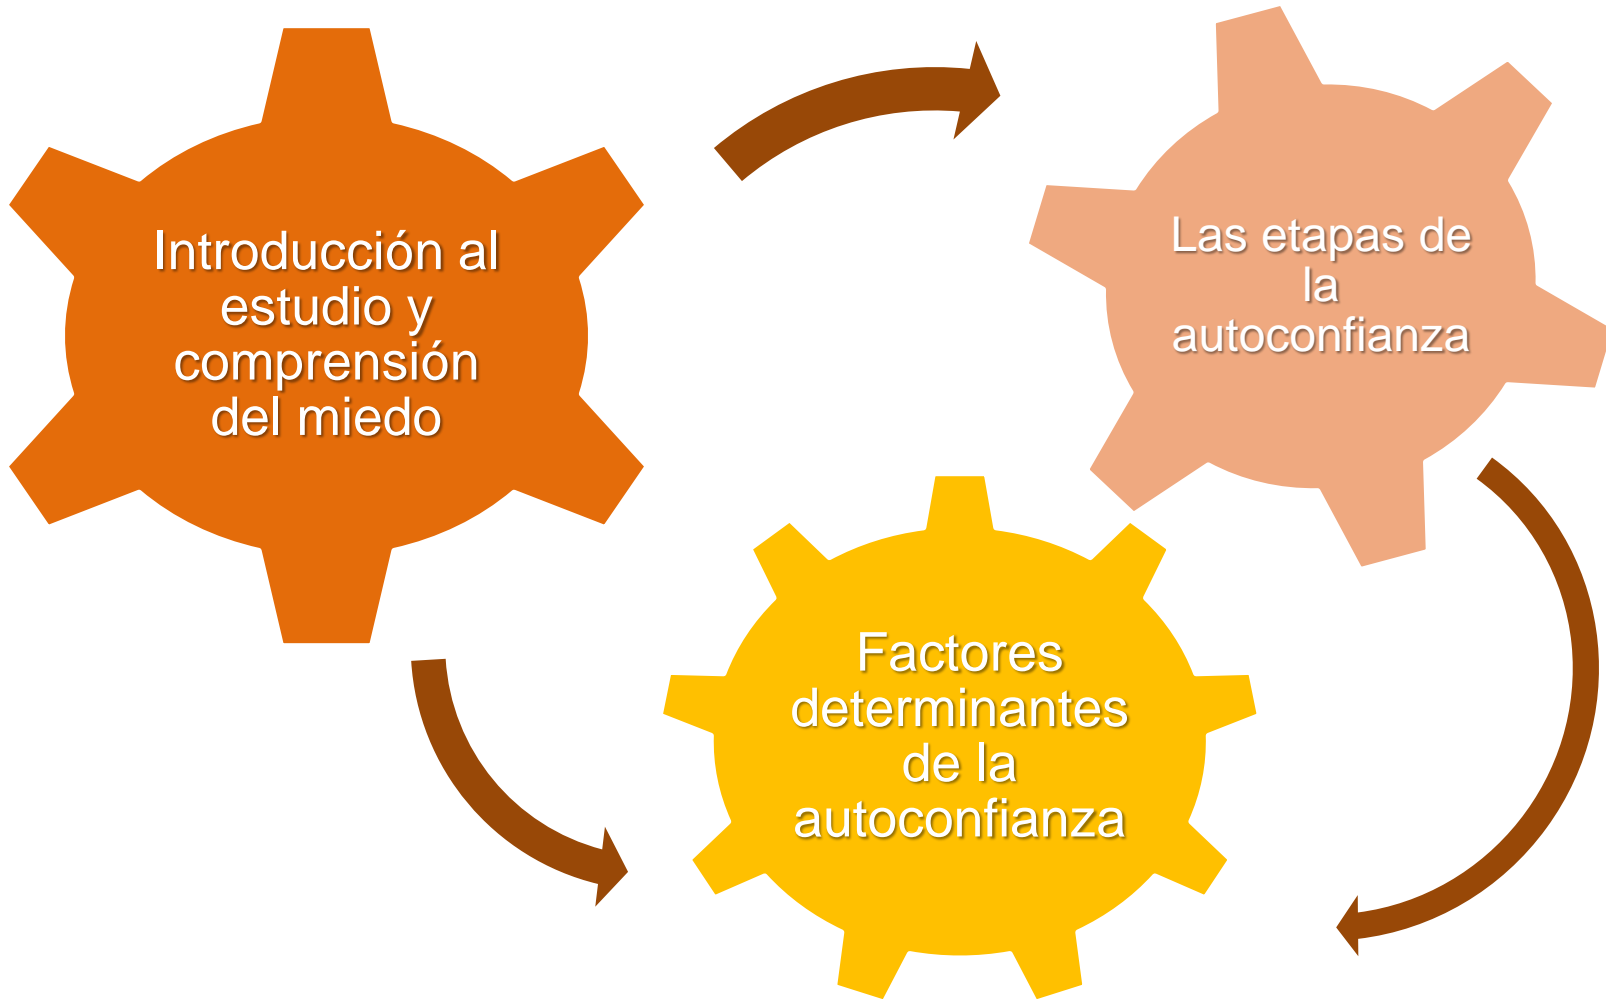 Introducción al
estudio y
comprensión
del miedo
Las etapas de
la
autoconfianza
Factores
determinantes
de la
autoconfianza